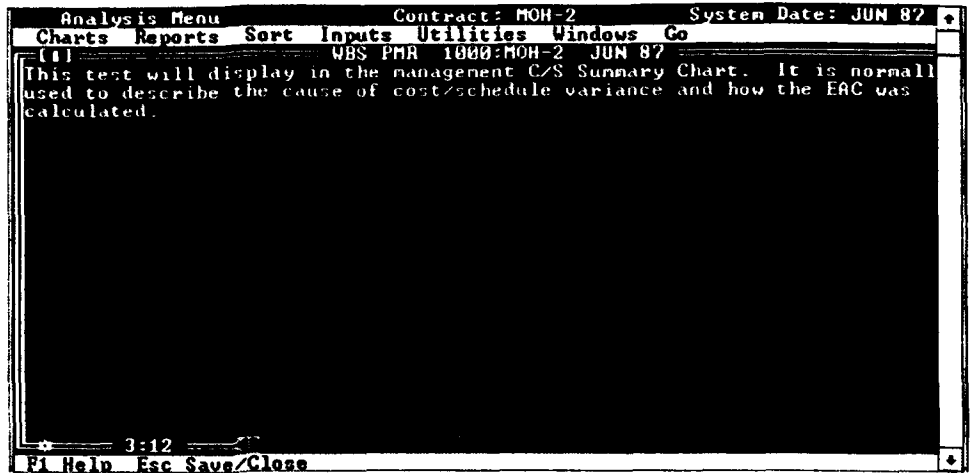 Analysis Menu Contract: MOH-2 System Date: JUN 87
Charts Reports Sort Inputs Utilities Windows Go
WBS PMR 1000:MOH-2 JUN 87
This test will display in the management C/S Summary Chart. It is normall
used to describe the cause of cost/schedule variance and how the EAC was
calculated.
3:12
F1 Help Esc Save/Close